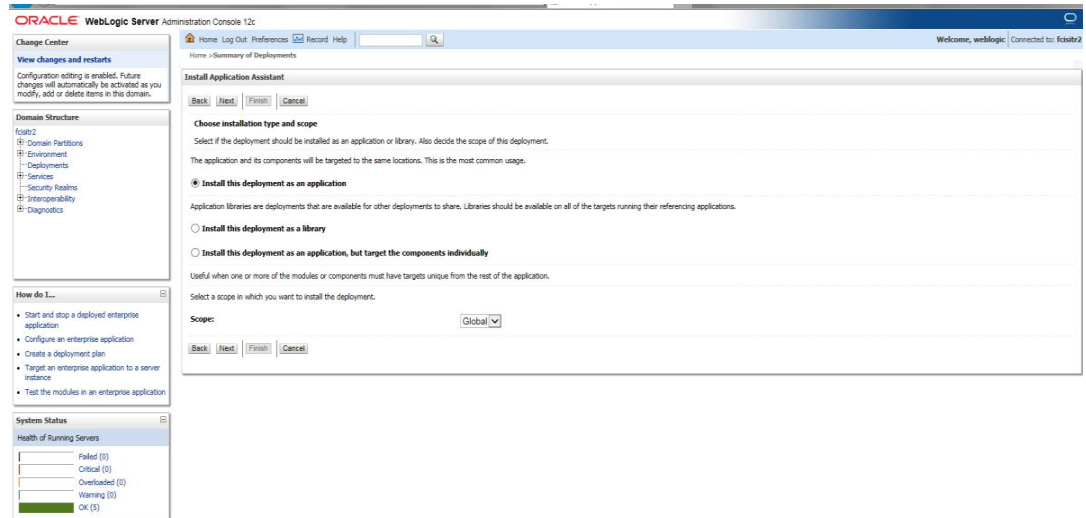 ORACLE WebLogic Server Administration Console 12c
Change Center
View changes and restarts
Configuration editing is enabled. Future
changes will automatically be activated as you
modify, add or delete items in this domain.
Domain Structure
fcisitr2
Domain Partitions
Environment
Deployments
Services
Security Realms
Interoperability
Diagnostics
How do I...
Start and stop a deployed enterprise
application
Configure an enterprise application
Create a deployment plan
Target an enterprise application to a server
instance
Test the modules in an enterprise application
System Status
Health of Running Servers
Failed (0)
Critical (0)
Overloaded (0)
Warning (0)
OK (5)
Home Log Out Preferences Record Help
Welcome, weblogic Connected to: fcisitr2
Home >Summary of Deployments
Install Application Assistant
Back Next Finish Cancel
Choose installation type and scope
Select if the deployment should be installed as an application or library. Also decide the scope of this deployment.
The application and its components will be targeted to the same locations. This is the most common usage.
Install this deployment as an application
Application libraries are deployments that are available for other deployments to share. Libraries should be available on all of the targets running their referencing applications.
Install this deployment as a library
Install this deployment as an application, but target the components individually
Useful when one or more of the modules or components must have targets unique from the rest of the application.
Select a scope in which you want to install the deployment.
Scope: Global
Back Next Finish Cancel